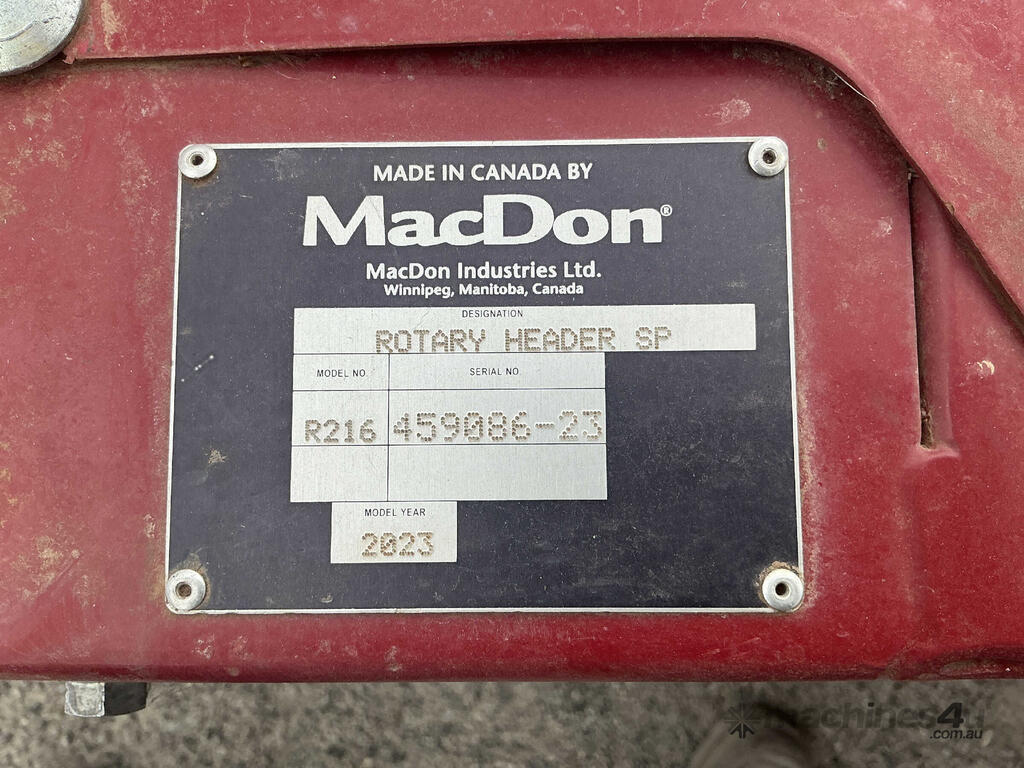 MADE IN CANADA BY
MacDon®
MacDon Industries Ltd.
Winnipeg, Manitoba, Canada
DESIGNATION
ROTARY HEADER SP
MODEL NO. SERIAL NO.
R216 459086-23
MODEL YEAR
2023
machines4u
.com.au